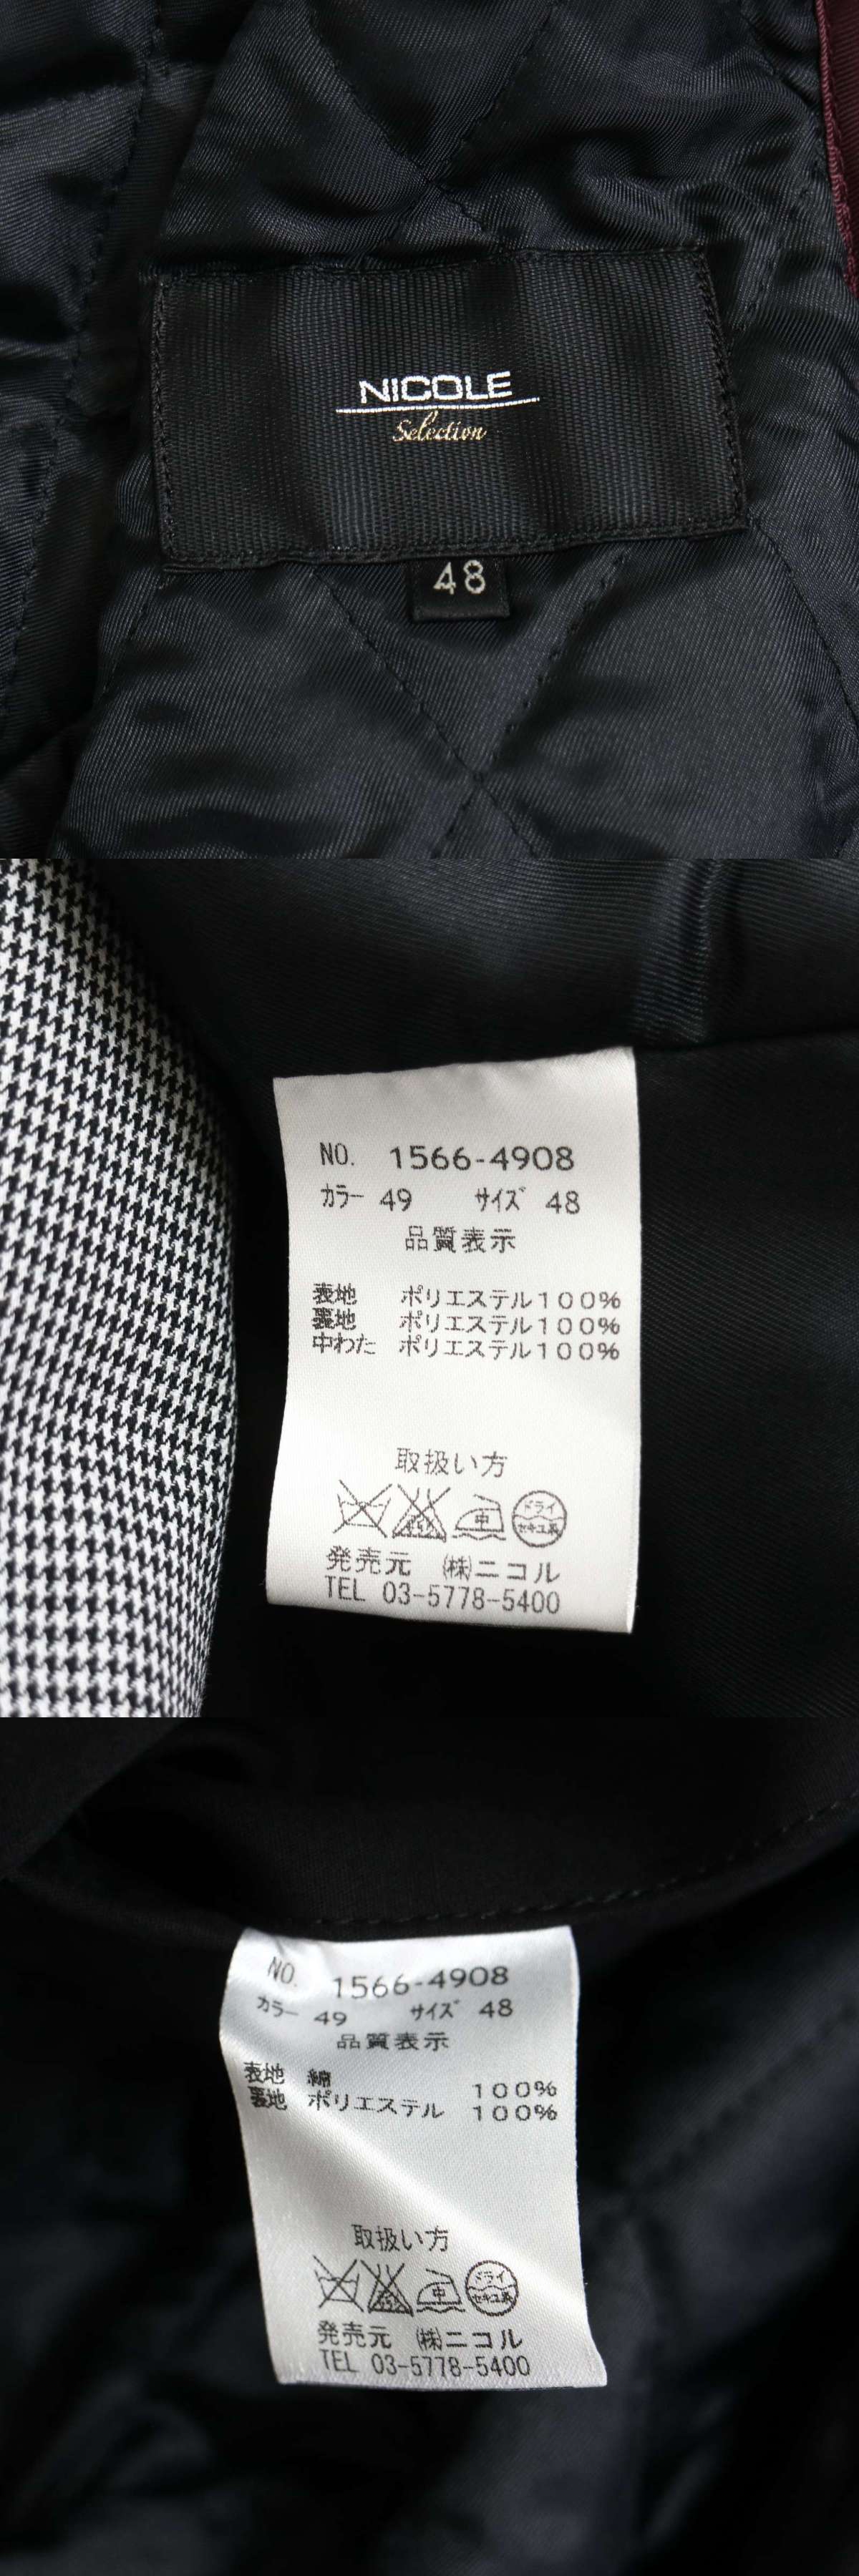 NICOLE
Selection
48
NO. 1566-4908
カラー 49 サイズ 48
品質表示
表地 ポリエステル100%
裏地 ポリエステル100%
中わた ポリエステル100%
取扱い方
中 ドライ セキユ系
発売元 ㈱ニコル
TEL 03-5778-5400
NO. 1566-4908
カラー 49 サイズ 48
品質表示
表地 綿 100%
裏地 ポリエステル 100%
取扱い方
中 ドライ セキユ系
発売元 ㈱ニコル
TEL 03-5778-5400